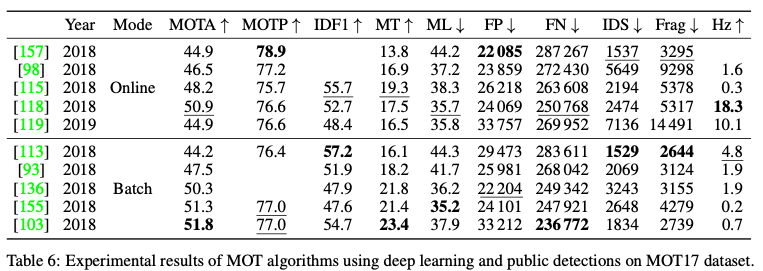 Year Mode MOTA ↑ MOTP ↑ IDF1 ↑ MT ↑ ML ↓ FP ↓ FN ↓ IDS ↓ Frag ↓ Hz ↑
[157] 2018 44.9 78.9 13.8 44.2 22 085 287 267 1537 3295
[98] 2018 46.5 77.2 16.9 37.2 23 859 272 430 5649 9298 1.6
[115] 2018 Online 48.2 75.7 55.7 19.3 38.3 26 218 263 608 2194 5378 0.3
[118] 2018 50.9 76.6 52.7 17.5 35.7 24 069 250 768 2474 5317 18.3
[119] 2019 44.9 76.6 48.4 16.5 35.8 33 757 269 952 7136 14 491 10.1
[113] 2018 44.2 76.4 57.2 16.1 44.3 29 473 283 611 1529 2644 4.8
[93] 2018 47.5 51.9 18.2 41.7 25 981 268 042 2069 3124 1.9
[136] 2018 Batch 50.3 47.9 21.8 36.2 22 204 249 342 3243 3155 1.9
[155] 2018 51.3 77.0 47.6 21.4 35.2 24 101 247 921 2648 4279 0.2
[103] 2018 51.8 77.0 54.7 23.4 37.9 33 212 236 772 1834 2739 0.7
Table 6: Experimental results of MOT algorithms using deep learning and public detections on MOT17 dataset.